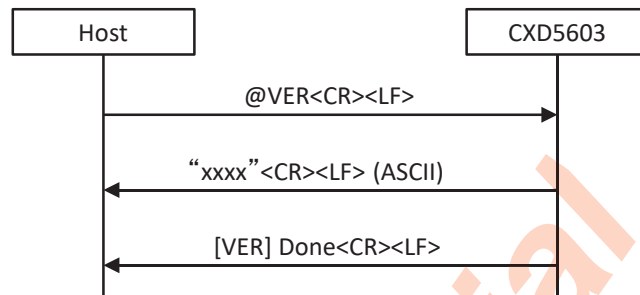 Host
CXD5603
@VER<CR><LF>
“xxxx”<CR><LF> (ASCII)
[VER] Done<CR><LF>